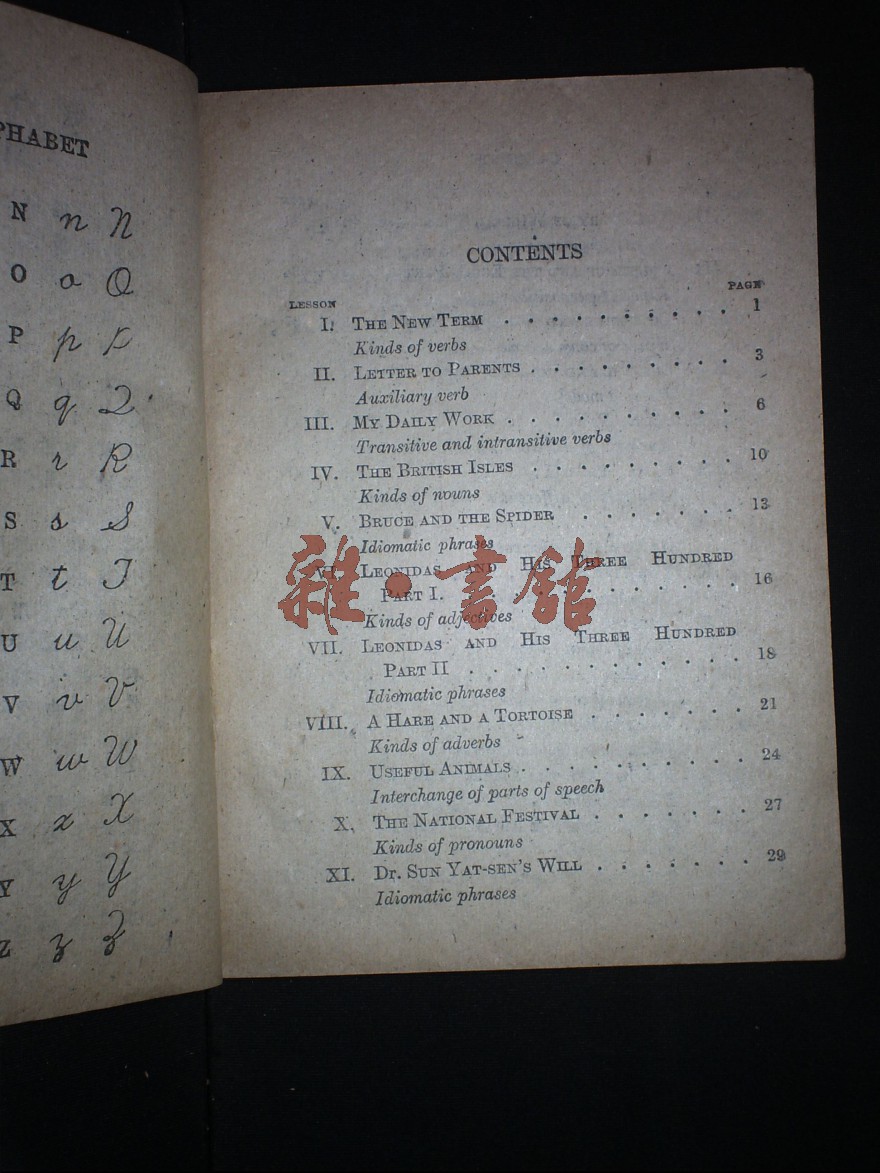 PHABET
N n N
O o O
P p P
Q q Q
R r R
S s S
T t T
U u U
V v V
W w W
X x X
Y y Y
Z z Z
CONTENTS
LESSON PAGE
I. THE NEW TERM . . . . . . . . . . 1
Kinds of verbs
II. LETTER TO PARENTS . . . . . . . . . 3
Auxiliary verb
III. MY DAILY WORK . . . . . . . . . . 6
Transitive and intransitive verbs
IV. THE BRITISH ISLES . . . . . . . . . 10
Kinds of nouns
V. BRUCE AND THE SPIDER . . . . . . . 13
Idiomatic phrases
VI. LEONIDAS AND HIS THREE HUNDRED
PART I. . . . . . . . . . . . 16
Kinds of adjectives
VII. LEONIDAS AND HIS THREE HUNDRED
PART II . . . . . . . . . . . 18
Idiomatic phrases
VIII. A HARE AND A TORTOISE . . . . . . . 21
Kinds of adverbs
IX. USEFUL ANIMALS . . . . . . . . . . 24
Interchange of parts of speech
X. THE NATIONAL FESTIVAL . . . . . . . 27
Kinds of pronouns
XI. DR. SUN YAT-SEN'S WILL . . . . . . . 29
Idiomatic phrases
雜·書館